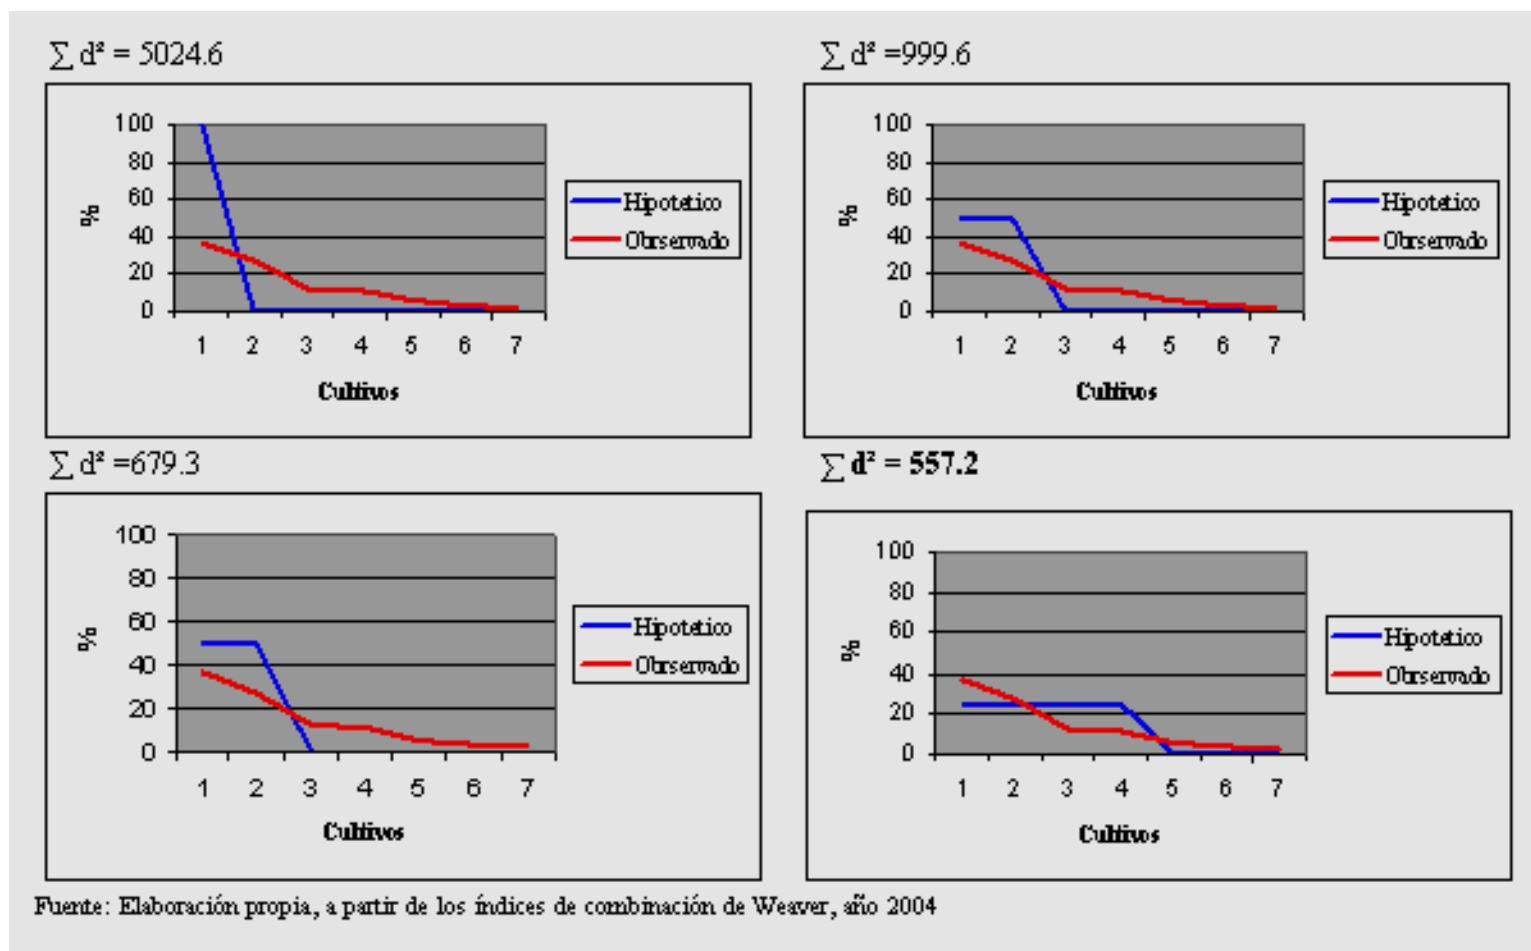 ∑ d² = 5024.6
100
80
60
40
20
0
%
1 2 3 4 5 6 7
Cultivos
Hipotetico
Obrservado
∑ d² =999.6
100
80
60
40
20
0
%
1 2 3 4 5 6 7
Cultivos
Hipotetico
Obrservado
∑ d² =679.3
100
80
60
40
20
0
%
1 2 3 4 5 6 7
Cultivos
Hipotetico
Obrservado
∑ d² = 557.2
100
80
60
40
20
0
%
1 2 3 4 5 6 7
Cultivos
Hipotetico
Obrservado
Fuente: Elaboración propia, a partir de los índices de combinación de Weaver, año 2004